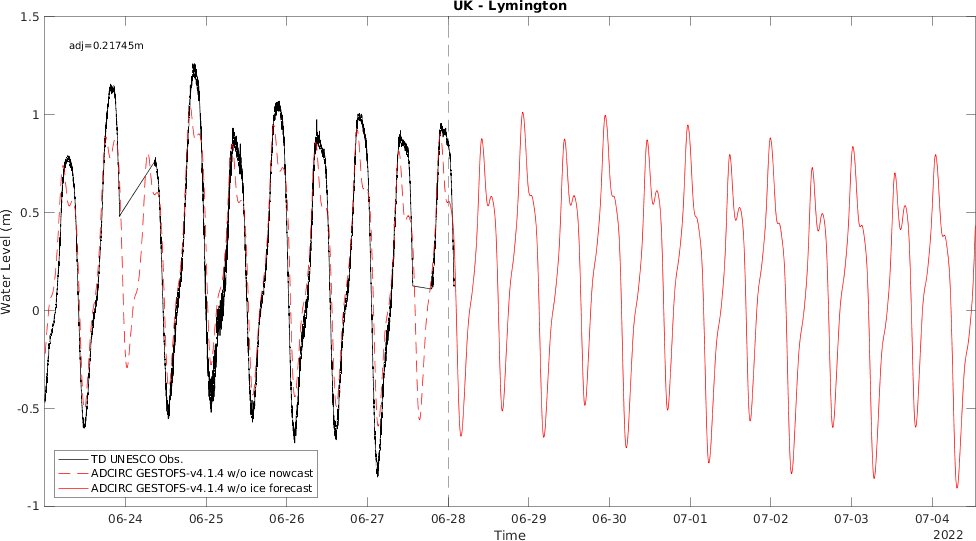 UK - Lymington
adj=0.21745m
Water Level (m)
1.5
1
0.5
0
-0.5
-1
TD UNESCO Obs.
ADCIRC GESTOFS-v4.1.4 w/o ice nowcast
ADCIRC GESTOFS-v4.1.4 w/o ice forecast
06-24 06-25 06-26 06-27 06-28 06-29 06-30 07-01 07-02 07-03 07-04
Time
2022